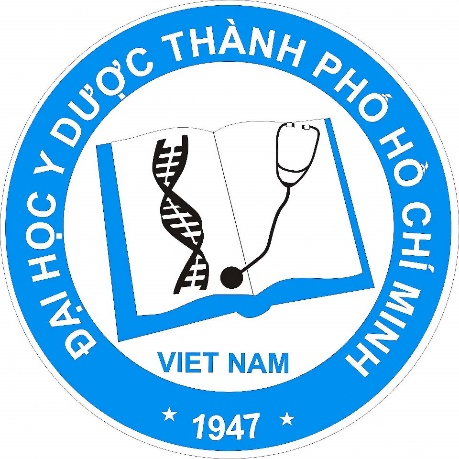 ĐẠI HỌC Y DƯỢC THÀNH PHỐ HỒ CHÍ MINH
VIET NAM
1947